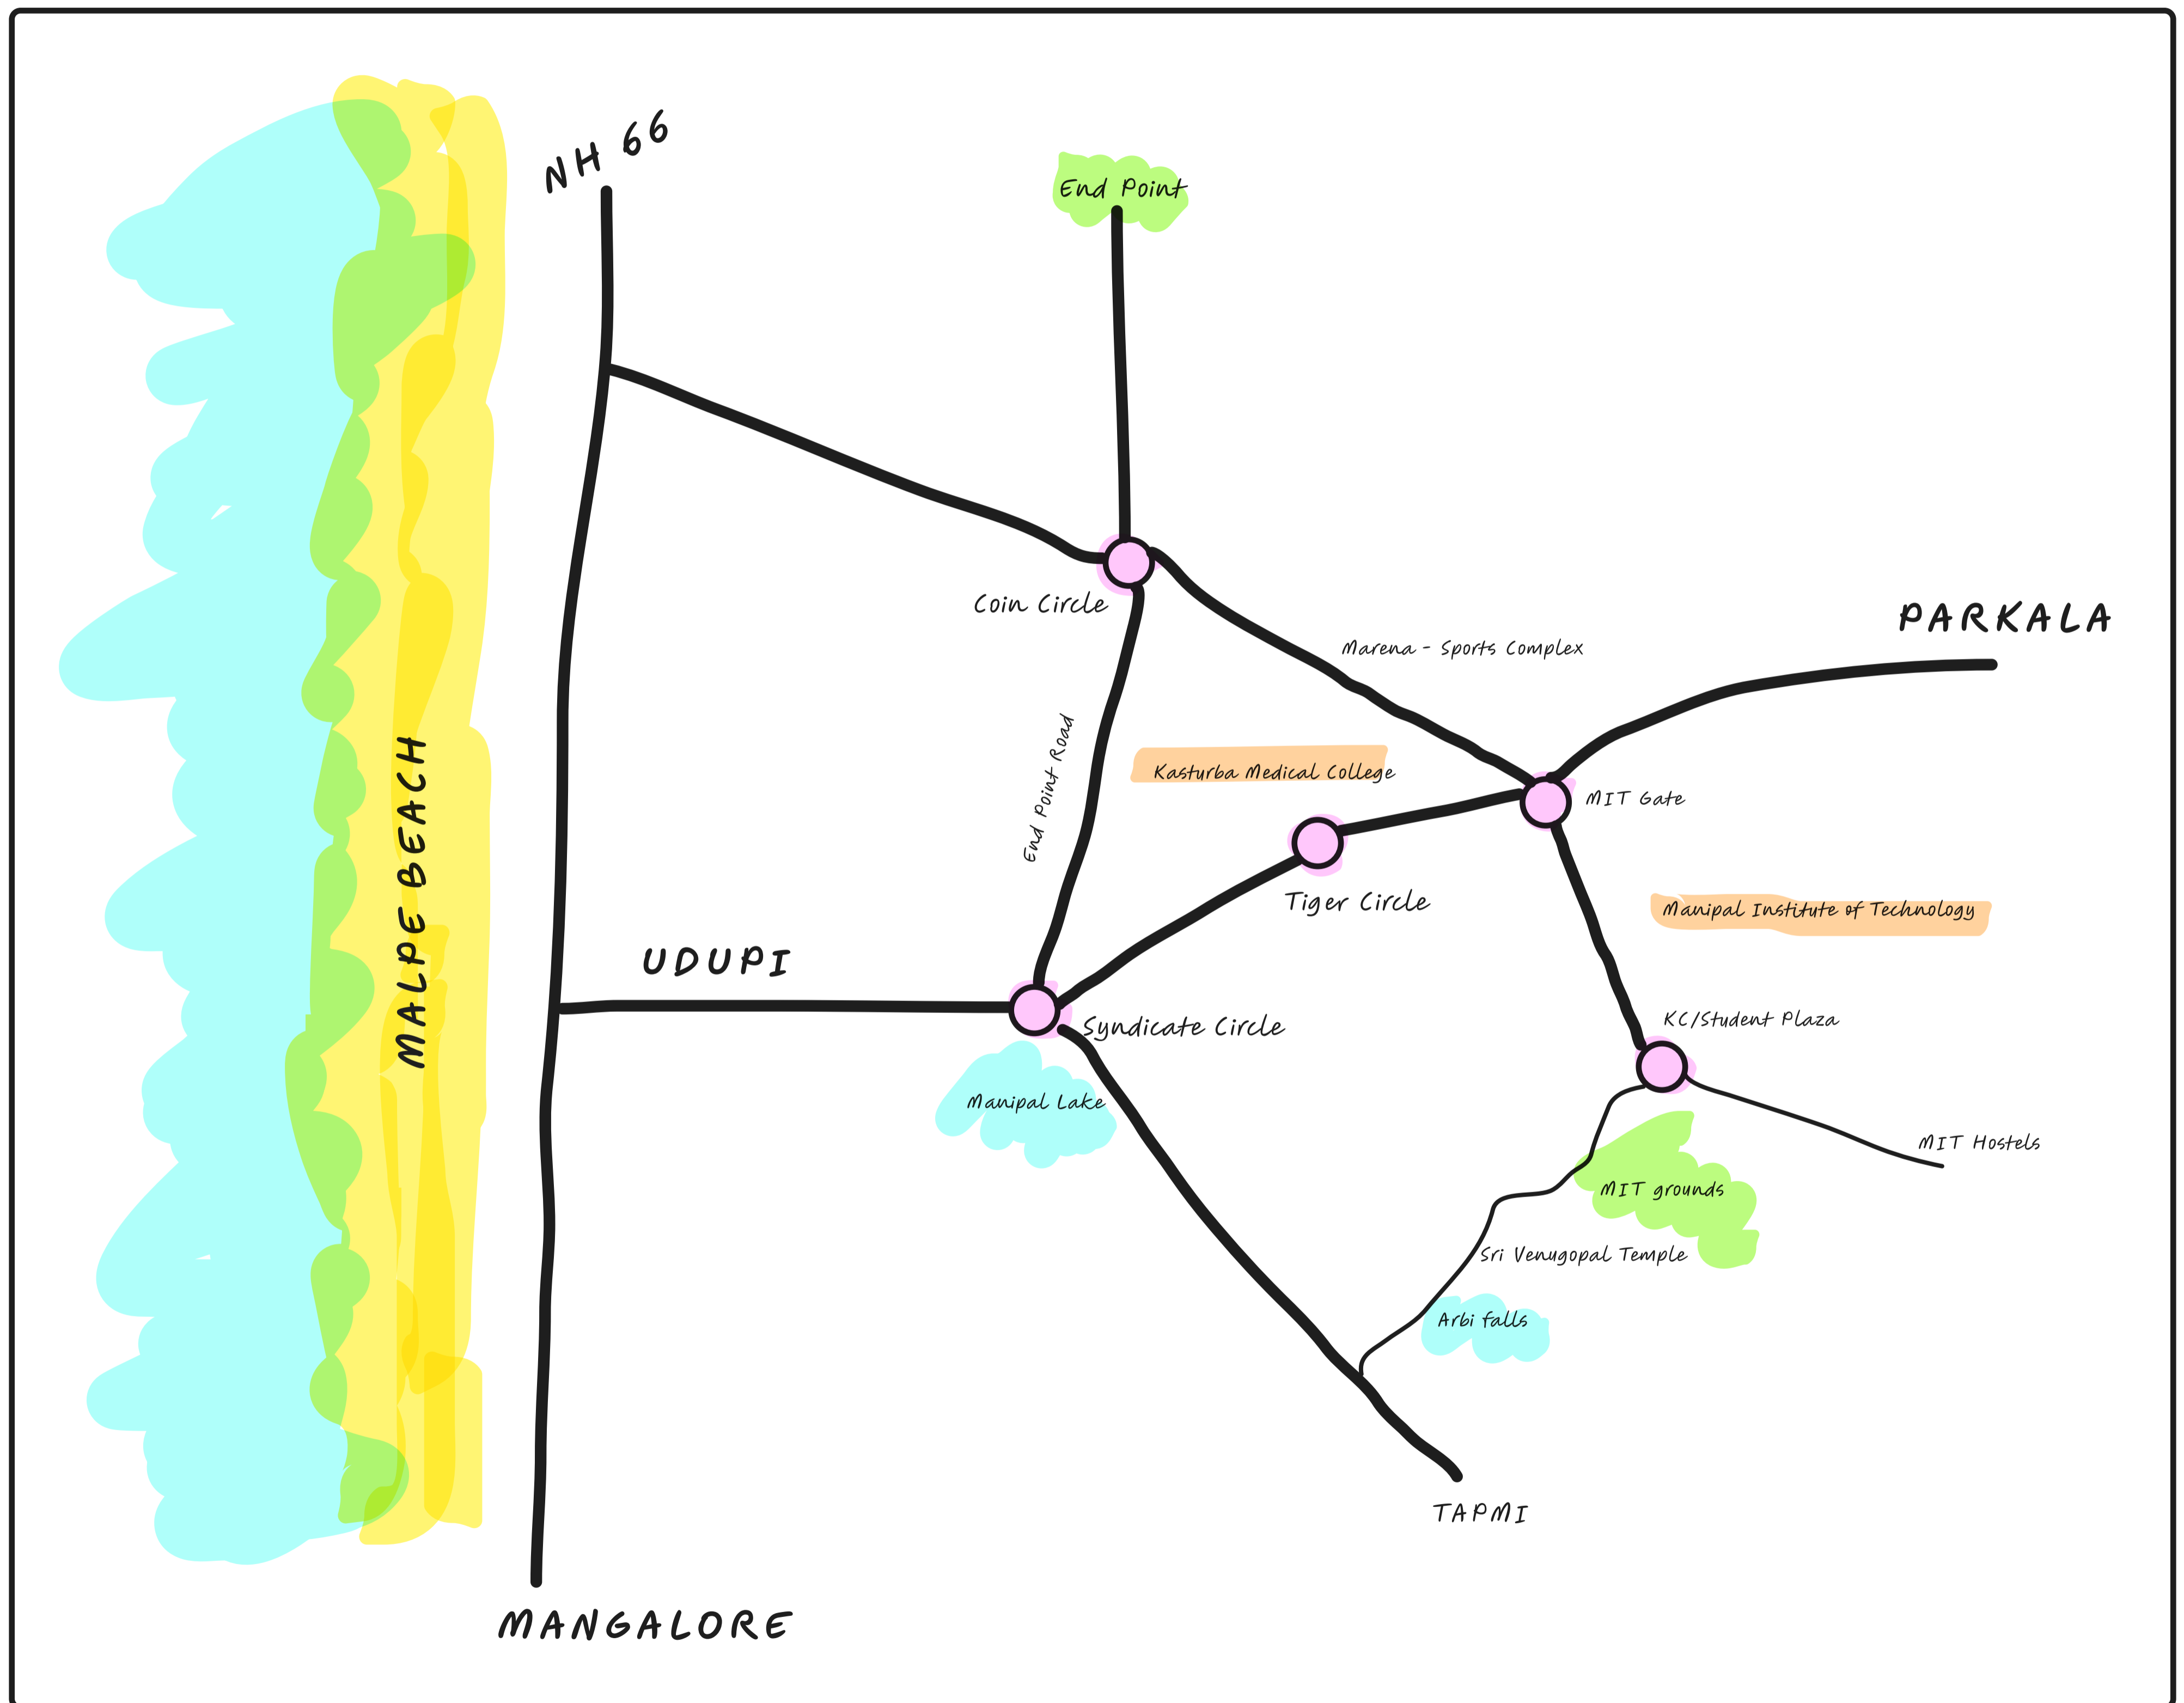 NH 66
End Point
Coin Circle
Marena - Sports Complex
PARKALA
End Point Road
Kasturba Medical College
MIT Gate
MALPE BEACH
Tiger Circle
Manipal Institute of Technology
UDUPI
Syndicate Circle
KC/Student Plaza
Manipal Lake
MIT Hostels
MIT grounds
Sri Venugopal Temple
Arbi falls
TAPMI
MANGALORE